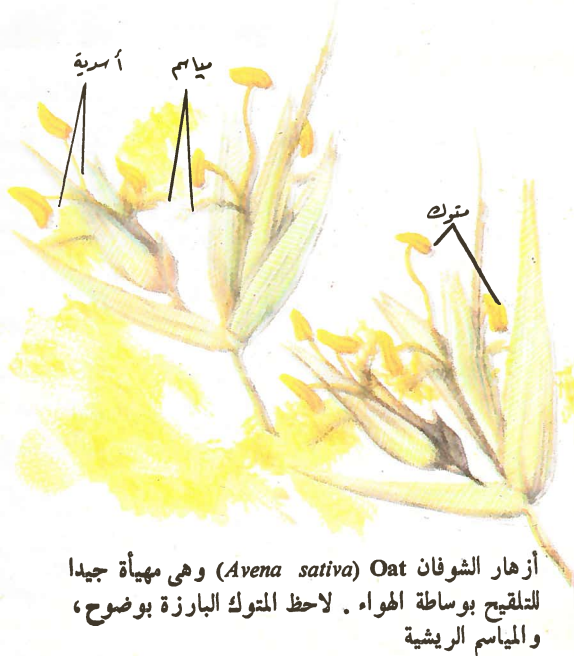 أسدية
مياسم
متوك
أزهار الشوفان Oat (Avena sativa) وهى مهيأة جيدا
للتلقيح بوساطة الهواء . لاحظ المتوك البارزة بوضوح،
والمياسم الريشية